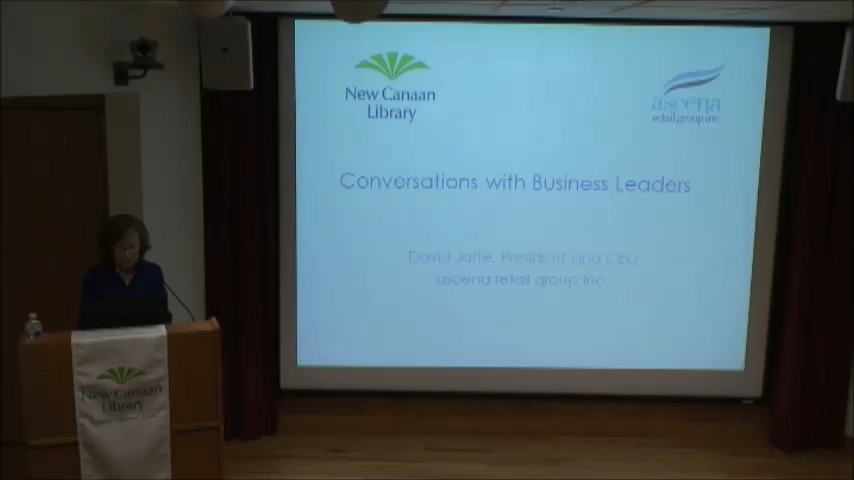 New Canaan
Library
ascena
retail group inc.
Conversations with Business Leaders
David Jaffe, President and CEO
ascena retail group inc.
New Canaan
Library